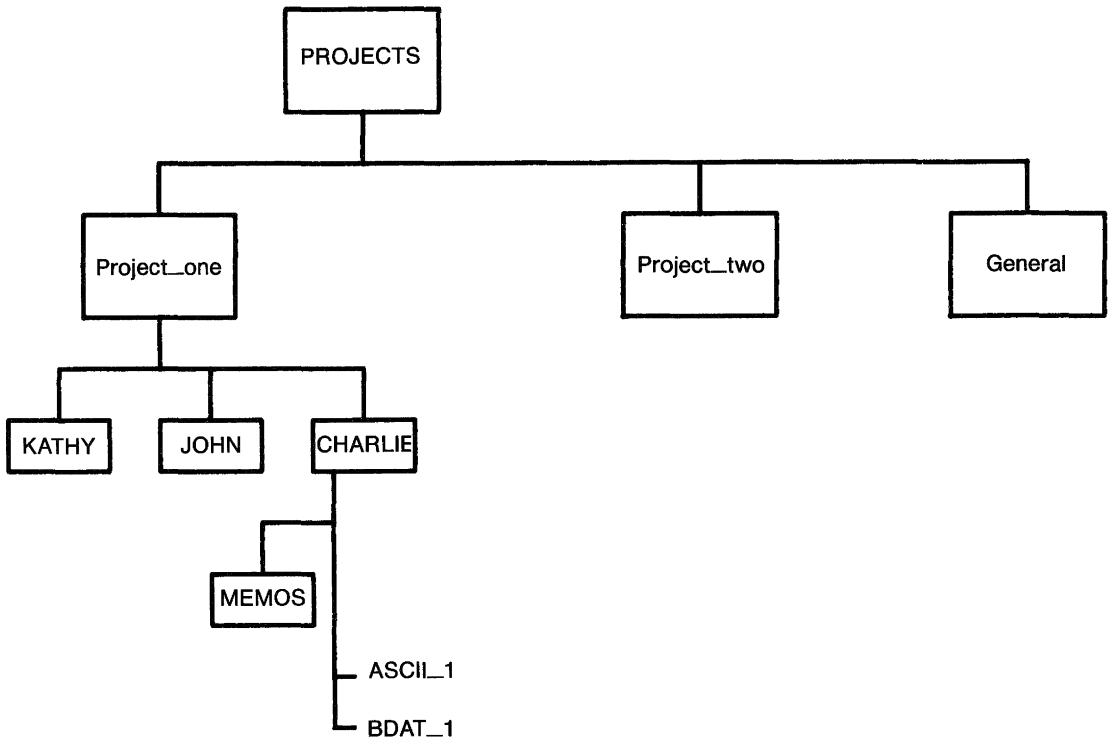 PROJECTS
Project_one
Project_two
General
KATHY
JOHN
CHARLIE
MEMOS
ASCII_1
BDAT_1